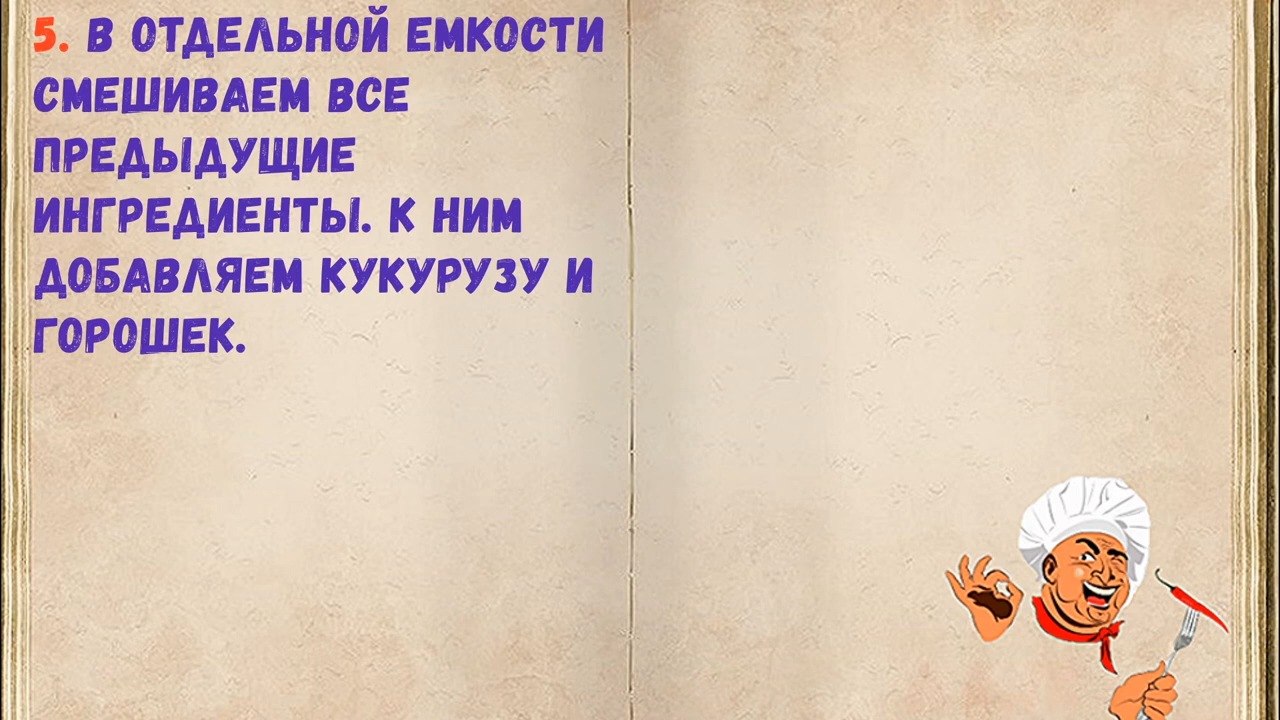 5. В ОТДЕЛЬНОЙ ЕМКОСТИ
СМЕШИВАЕМ ВСЕ
ПРЕДЫДУЩИЕ
ИНГРЕДИЕНТЫ. К НИМ
ДОБАВЛЯЕМ КУКУРУЗУ И
ГОРОШЕК.